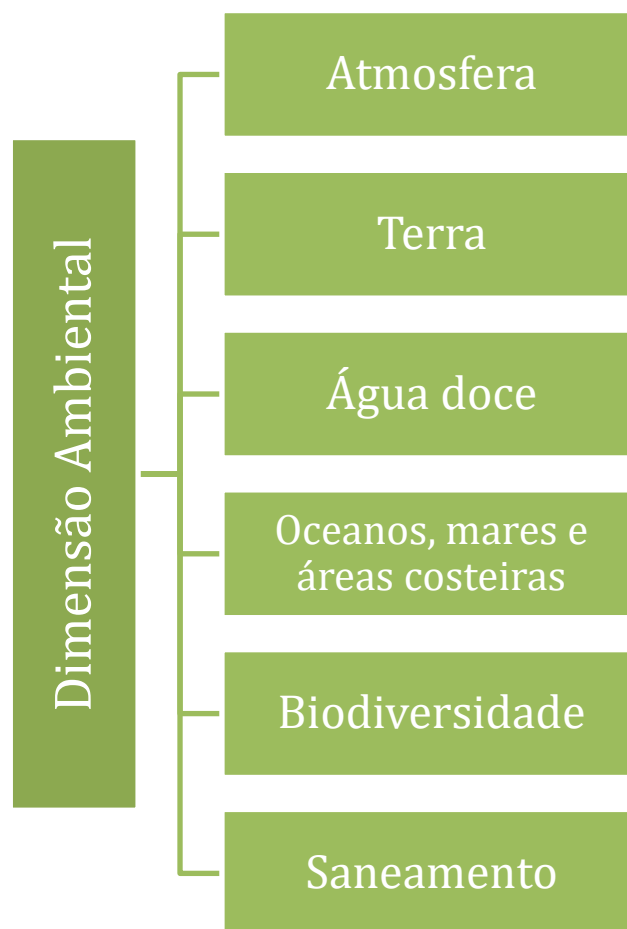 Dimensão Ambiental
Atmosfera
Terra
Água doce
Oceanos, mares e
áreas costeiras
Biodiversidade
Saneamento